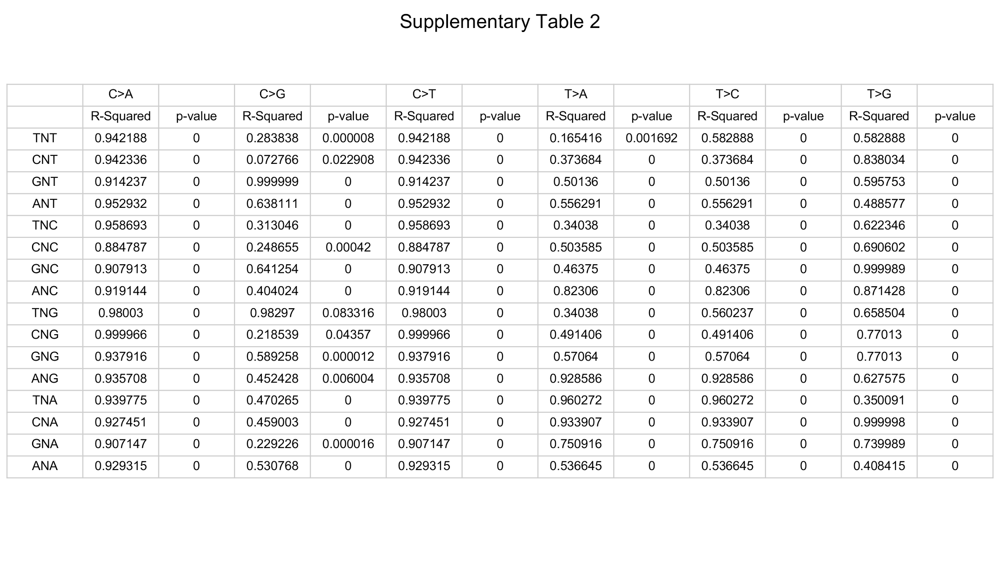 Supplementary Table 2
C>A C>G C>T T>A T>C T>G
R-Squared p-value R-Squared p-value R-Squared p-value R-Squared p-value R-Squared p-value R-Squared p-value
TNT 0.942188 0 0.283838 0.000008 0.942188 0 0.165416 0.001692 0.582888 0 0.582888 0
CNT 0.942336 0 0.072766 0.022908 0.942336 0 0.373684 0 0.373684 0 0.838034 0
GNT 0.914237 0 0.999999 0 0.914237 0 0.50136 0 0.50136 0 0.595753 0
ANT 0.952932 0 0.638111 0 0.952932 0 0.556291 0 0.556291 0 0.488577 0
TNC 0.958693 0 0.313046 0 0.958693 0 0.34038 0 0.34038 0 0.622346 0
CNC 0.884787 0 0.248655 0.00042 0.884787 0 0.503585 0 0.503585 0 0.690602 0
GNC 0.907913 0 0.641254 0 0.907913 0 0.46375 0 0.46375 0 0.999989 0
ANC 0.919144 0 0.404024 0 0.919144 0 0.82306 0 0.82306 0 0.871428 0
TNG 0.98003 0 0.98297 0.083316 0.98003 0 0.34038 0 0.560237 0 0.658504 0
CNG 0.999966 0 0.218539 0.04357 0.999966 0 0.491406 0 0.491406 0 0.77013 0
GNG 0.937916 0 0.589258 0.000012 0.937916 0 0.57064 0 0.57064 0 0.77013 0
ANG 0.935708 0 0.452428 0.006004 0.935708 0 0.928586 0 0.928586 0 0.627575 0
TNA 0.939775 0 0.470265 0 0.939775 0 0.960272 0 0.960272 0 0.350091 0
CNA 0.927451 0 0.459003 0 0.927451 0 0.933907 0 0.933907 0 0.999998 0
GNA 0.907147 0 0.229226 0.000016 0.907147 0 0.750916 0 0.750916 0 0.739989 0
ANA 0.929315 0 0.530768 0 0.929315 0 0.536645 0 0.536645 0 0.408415 0